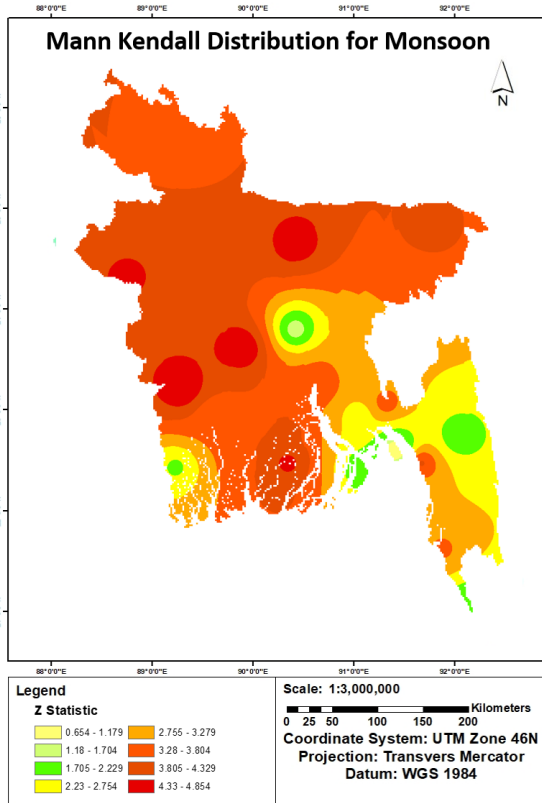 88°0'0"E 89°0'0"E 90°0'0"E 91°0'0"E 92°0'0"E
Mann Kendall Distribution for Monsoon
N
88°0'0"E 89°0'0"E 90°0'0"E 91°0'0"E 92°0'0"E
Legend
Z Statistic
0.654 - 1.179 2.755 - 3.279
1.18 - 1.704 3.28 - 3.804
1.705 - 2.229 3.805 - 4.329
2.23 - 2.754 4.33 - 4.854
Scale: 1:3,000,000
Kilometers
0 25 50 100 150 200
Coordinate System: UTM Zone 46N
Projection: Transvers Mercator
Datum: WGS 1984